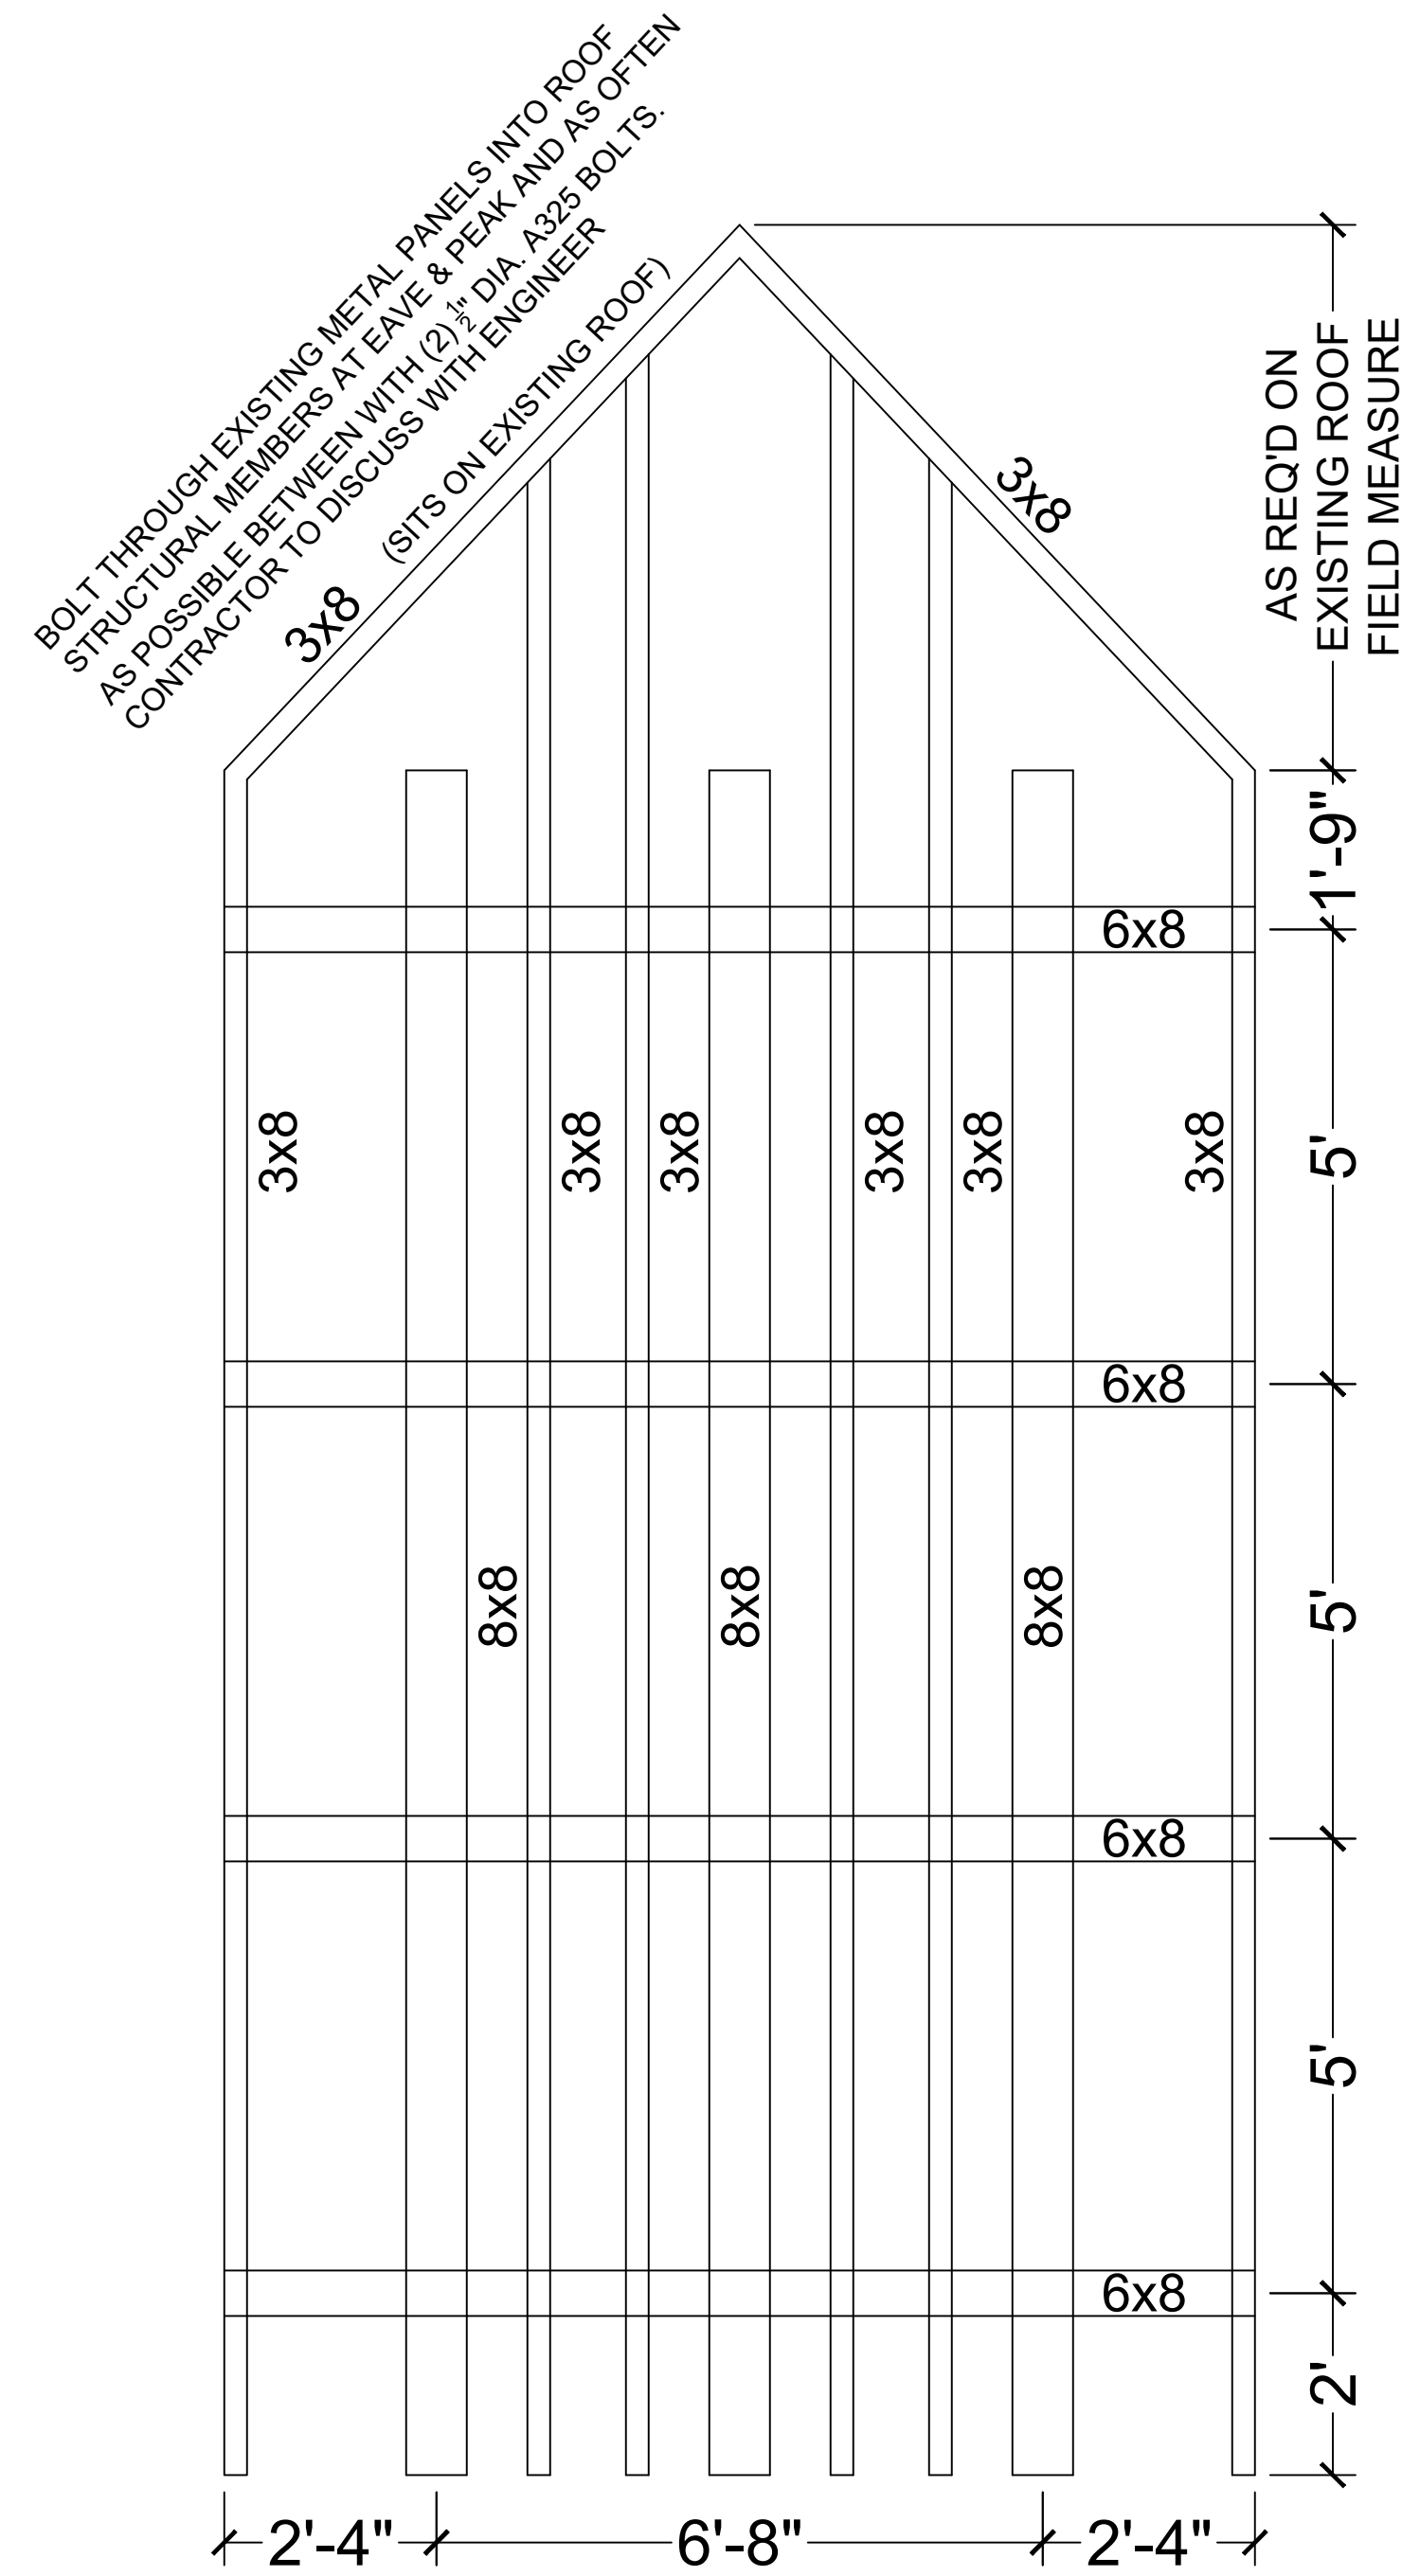 BOLT THROUGH EXISTING METAL PANELS INTO ROOF
STRUCTURAL MEMBERS AT EAVE & PEAK AND AS OFTEN
AS POSSIBLE BETWEEN WITH (2) ½" DIA. A325 BOLTS.
CONTRACTOR TO DISCUSS WITH ENGINEER
3x8 (SITS ON EXISTING ROOF)
3x8
AS REQ'D ON
EXISTING ROOF
FIELD MEASURE
1'-9"
6x8
3x8
3x8
3x8
3x8
3x8
3x8
5'
6x8
8x8
8x8
8x8
5'
6x8
5'
6x8
2'
2'-4"
6'-8"
2'-4"